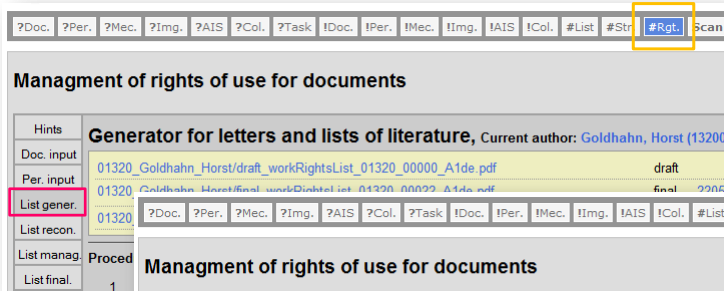 ?Doc. ?Per. ?Mec. ?Img. ?AIS ?Col. ?Task !Doc. !Per. !Mec. !Img. !AIS !Col. #List #Str #Rgt. Scan
Managment of rights of use for documents
Hints
Generator for letters and lists of literature, Current author: Goldhahn, Horst (13200
Doc. input
01320_Goldhahn_Horst/draft_workRightsList_01320_00000_A1de.pdf draft
Per. input
01320_Goldhahn_Horst/final_workRightsList_01320_00022_A1de.pdf final 2205
List gener.
01320
?Doc. ?Per. ?Mec. ?Img. ?AIS ?Col. ?Task !Doc. !Per. !Mec. !Img. !AIS !Col. #List
List recon.
List manag. Proced
Managment of rights of use for documents
List final.
1